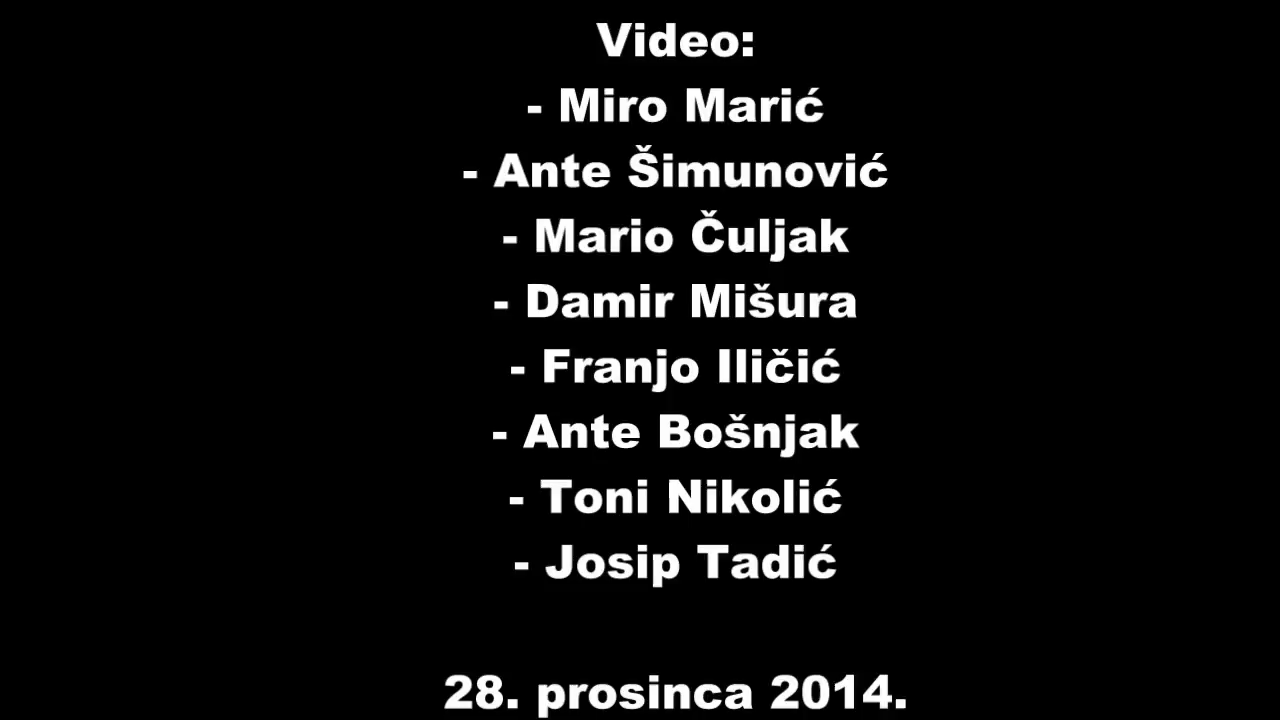 Video:
- Miro Marić
- Ante Šimunović
- Mario Čuljak
- Damir Mišura
- Franjo Iličić
- Ante Bošnjak
- Toni Nikolić
- Josip Tadić
28. prosinca 2014.